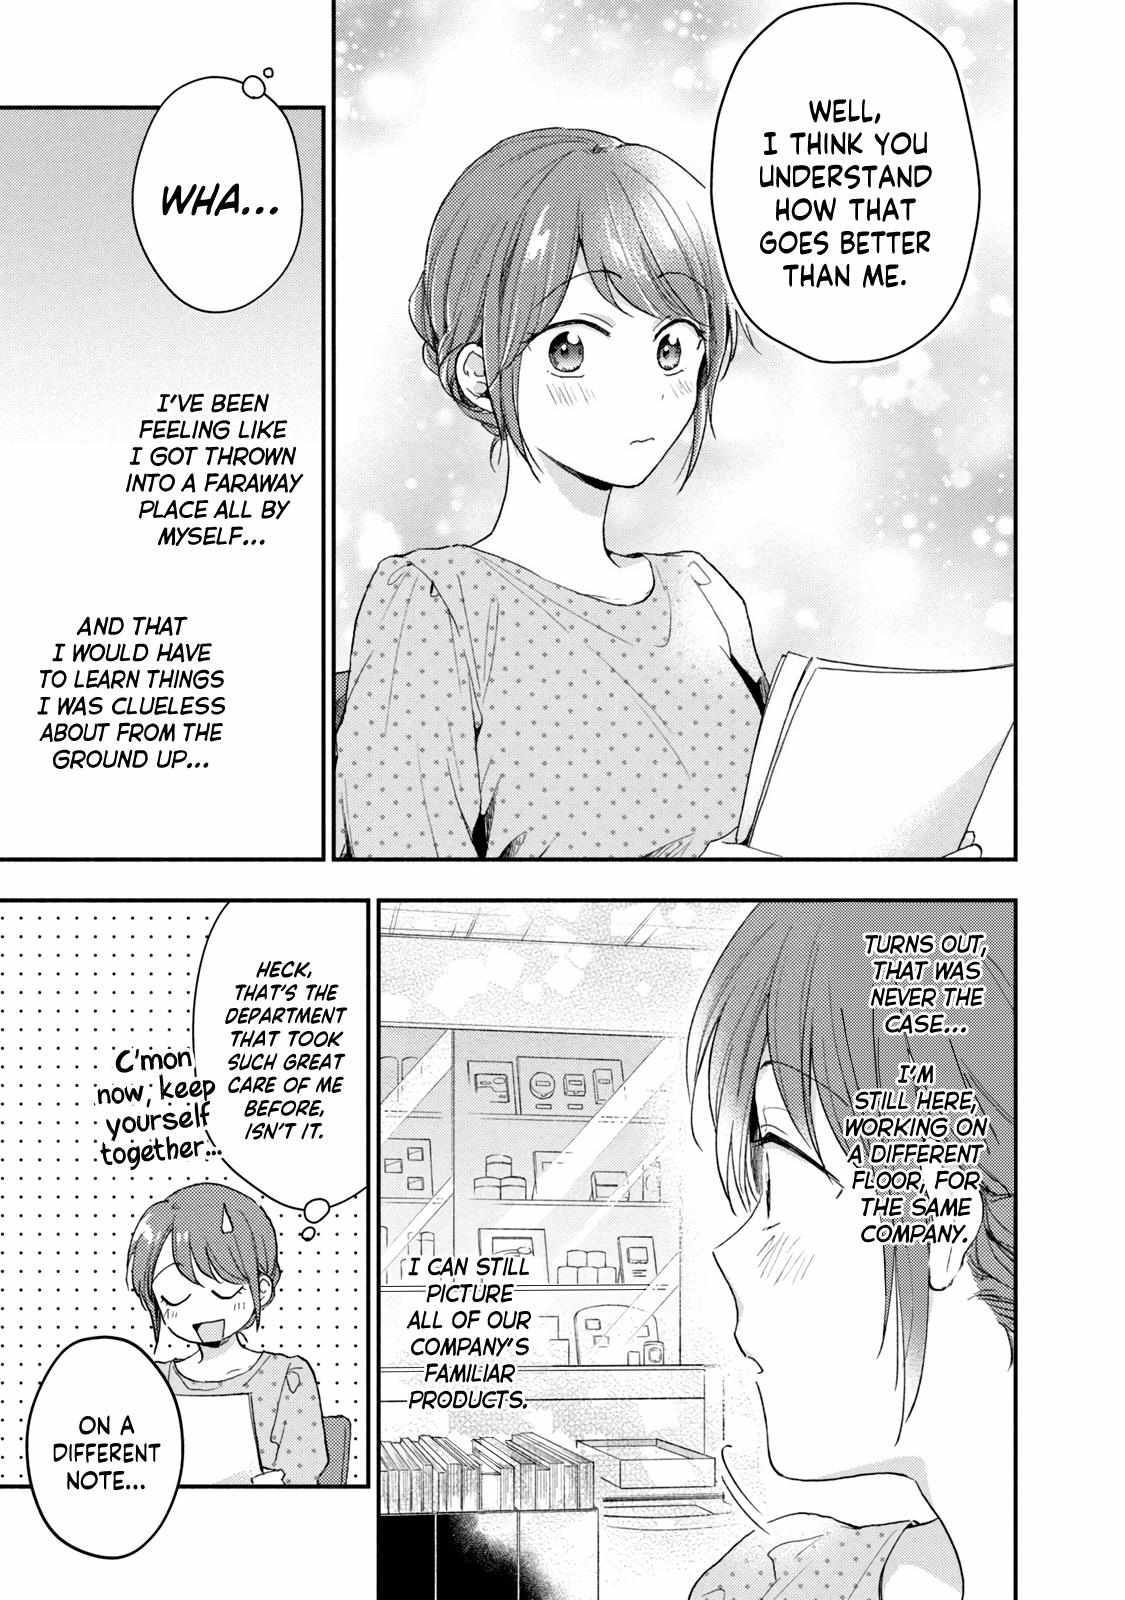 WELL,
I THINK YOU
UNDERSTAND
HOW THAT
GOES BETTER
THAN ME.
WHA...
I'VE BEEN
FEELING LIKE
I GOT THROWN
INTO A FARAWAY
PLACE ALL BY
MYSELF...
AND THAT
I WOULD HAVE
TO LEARN THINGS
I WAS CLUELESS
ABOUT FROM THE
GROUND UP...
TURNS OUT,
THAT WAS
NEVER THE
CASE...
I'M
STILL HERE,
WORKING ON
A DIFFERENT
FLOOR, FOR
THE SAME
COMPANY.
I CAN STILL
PICTURE
ALL OF OUR
COMPANY'S
FAMILIAR
PRODUCTS.
HECK,
THAT'S THE
DEPARTMENT
THAT TOOK
SUCH GREAT
CARE OF ME
BEFORE,
ISN'T IT.
C'mon
now, keep
yourself
together...
ON A
DIFFERENT
NOTE...